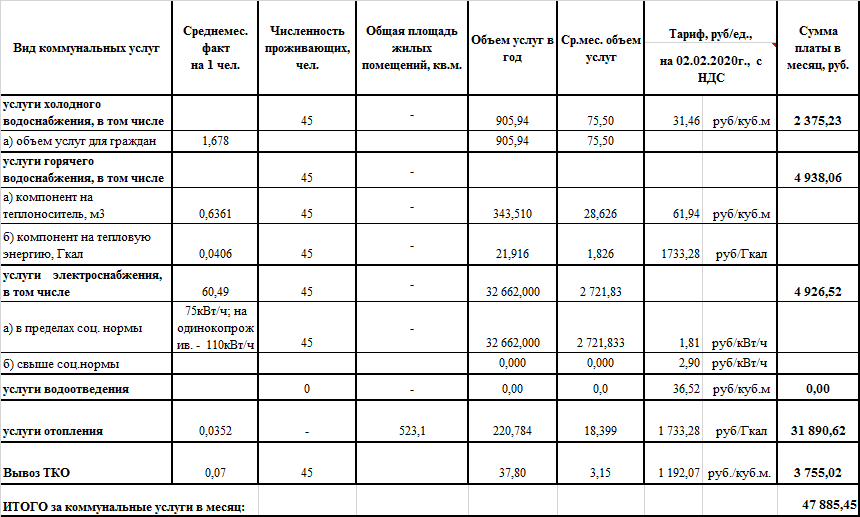 Вид коммунальных услуг
Среднемес. факт на 1 чел.
Численность проживающих, чел.
Общая площадь жилых помещений, кв.м.
Объем услуг в год
Ср.мес. объем услуг
Тариф, руб/ед.,
на 02.02.2020г., с НДС
Сумма платы в месяц, руб.
услуги холодного водоснабжения, в том числе 45 - 905,94 75,50 31,46 руб/куб.м 2 375,23
а) объем услуг для граждан 1,678 905,94 75,50
услуги горячего водоснабжения, в том числе 45 - 4 938,06
а) компонент на теплоноситель, м3 0,6361 45 - 343,510 28,626 61,94 руб/куб.м
б) компонент на тепловую энергию, Гкал 0,0406 45 - 21,916 1,826 1733,28 руб/Гкал
услуги электроснабжения, в том числе 60,49 45 - 32 662,000 2 721,83 4 926,52
а) в пределах соц. нормы 75кВт/ч; на одинокопрожив. - 110кВт/ч 45 - 32 662,000 2 721,833 1,81 руб/кВт/ч
б) свыше соц.нормы 0,000 0,000 2,90 руб/кВт/ч
услуги водоотведения 0 - 0,00 0,0 36,52 руб/куб.м 0,00
услуги отопления 0,0352 - 523,1 220,784 18,399 1 733,28 руб/Гкал 31 890,62
Вывоз ТКО 0,07 45 37,80 3,15 1 192,07 руб./куб.м. 3 755,02
ИТОГО за коммунальные услуги в месяц: 47 885,45